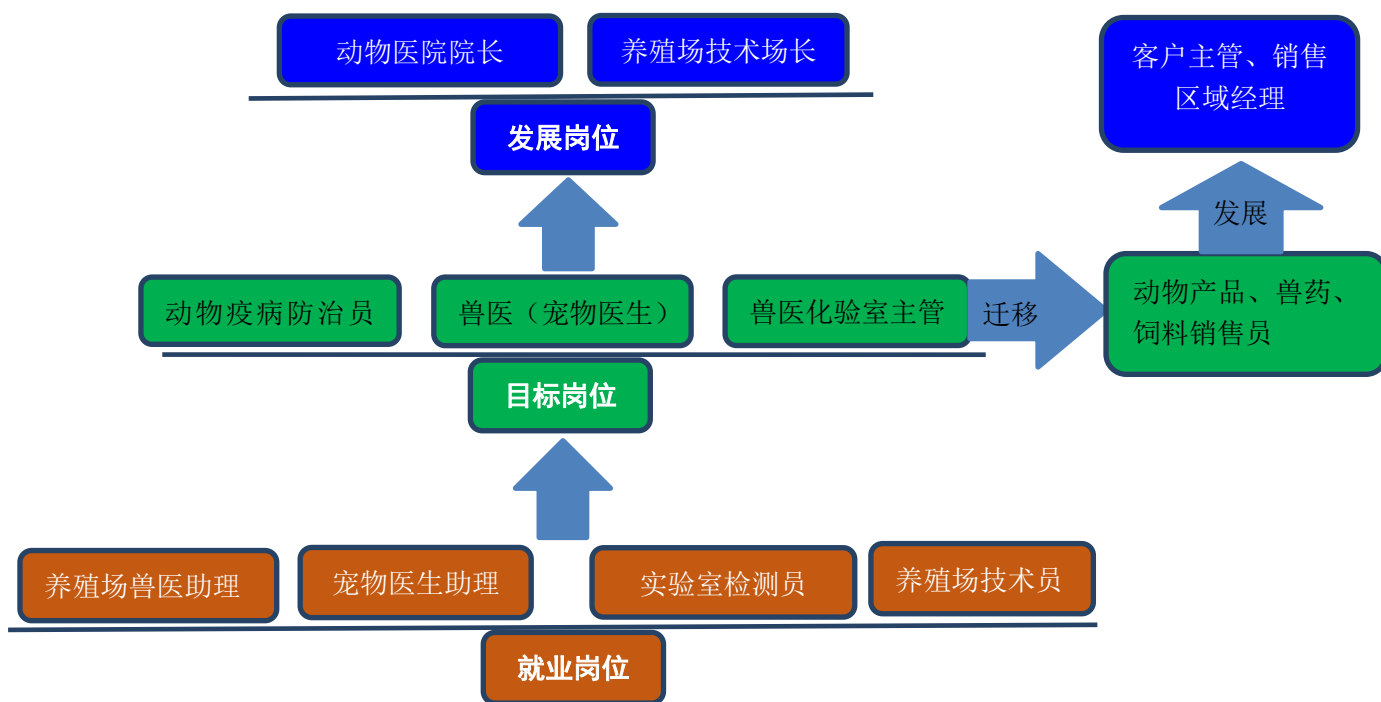 动物医院院长
养殖场技术场长
客户主管、销售
区域经理
发展岗位
发展
动物疫病防治员
兽医（宠物医生）
兽医化验室主管
迁移
动物产品、兽药、
饲料销售员
目标岗位
养殖场兽医助理
宠物医生助理
实验室检测员
养殖场技术员
就业岗位